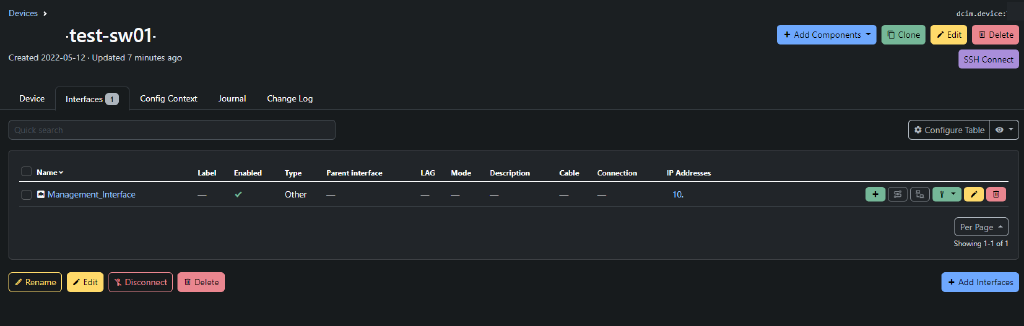 Devices >
dcim.device:
·test-sw01·
+ Add Components
Clone
Edit
Delete
Created 2022-05-12 · Updated 7 minutes ago
SSH Connect
Device
Interfaces 1
Config Context
Journal
Change Log
Quick search
Configure Table
Name Label Enabled Type Parent interface LAG Mode Description Cable Connection IP Addresses
Management_Interface — ✓ Other — — — — — — 10.
Per Page
Showing 1-1 of 1
Rename
Edit
Disconnect
Delete
+ Add Interfaces